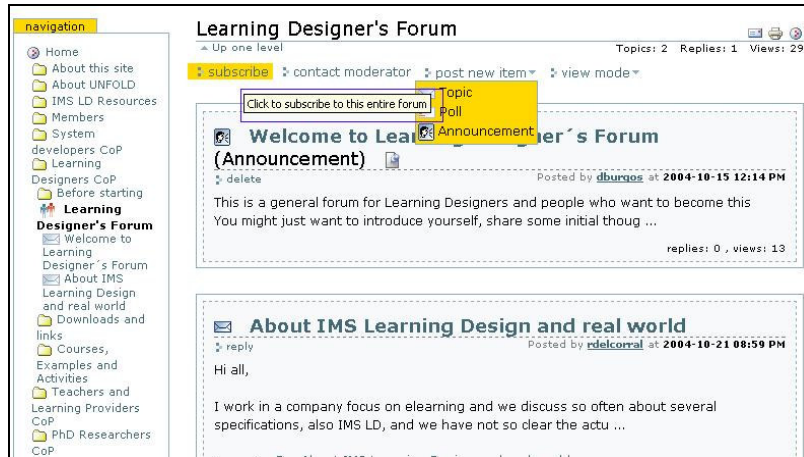 navigation
Home
About this site
About UNFOLD
IMS LD Resources
Members
System
developers CoP
Learning
Designers CoP
Before starting
Learning
Designer's Forum
Welcome to
Learning
Designer´s Forum
About IMS
Learning Design
and real world
Downloads and
links
Courses,
Examples and
Activities
Teachers and
Learning Providers
CoP
PhD Researchers
CoP
Learning Designer's Forum
Up one level
Topics: 2 Replies: 1 Views: 29
subscribe contact moderator post new item view mode
Click to subscribe to this entire forum
Topic
Poll
Announcement
Welcome to Lea er´s Forum
(Announcement)
delete
Posted by dburgos at 2004-10-15 12:14 PM
This is a general forum for Learning Designers and people who want to become this
You might just want to introduce yourself, share some initial thoug ...
replies: 0 , views: 13
About IMS Learning Design and real world
reply
Posted by rdelcorral at 2004-10-21 08:59 PM
Hi all,
I work in a company focus on elearning and we discuss so often about several
specifications, also IMS LD, and we have not so clear the actu ...